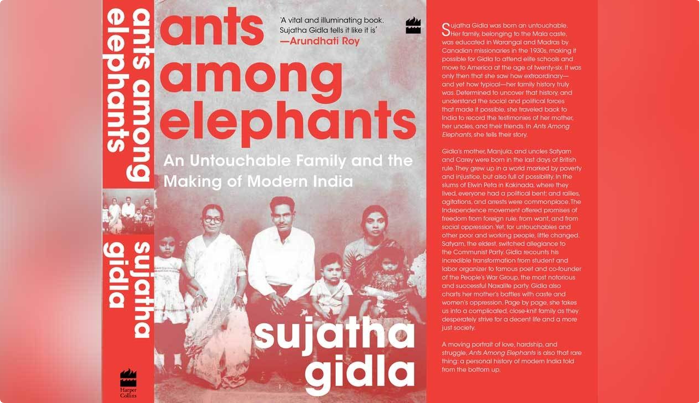 ants among
elephants
sujatha
gidla
Harper
Collins
ants
'A vital and illuminating book.
Sujatha Gidla tells it like it is'
—Arundhati Roy
among
elephants
An Untouchable Family and the
Making of Modern India
sujatha
gidla
Sujatha Gidla was born an untouchable.
Her family, belonging to the Mala caste,
was educated in Warangal and Madras by
Canadian missionaries in the 1930s, making it
possible for Gidla to attend elite schools and
move to America at the age of twenty-six. It was
only then that she saw how extraordinary—
and yet how typical—her family history truly
was. Determined to uncover that history, and
understand the social and political forces
that made it possible, she traveled back to
India to record the testimonies of her mother,
her uncles, and their friends. In Ants Among
Elephants, she tells their story.
Gidla's mother, Manjula, and uncles Satyam
and Carey were born in the last days of British
rule. They grew up in a world marked by poverty
and injustice, but also full of possibility. In the
slums of Elwin Peta in Kakinada, where they
lived, everyone had a political bent: and rallies,
agitations, and arrests were commonplace. The
Independence movement offered promises of
freedom from foreign rule; from want, and from
social oppression. Yet, for untouchables and
other poor and working people, little changed.
Satyam, the eldest, switched allegiance to
the Communist Party. Gidla recounts his
incredible transformation from student and
labor organizer to famous poet and co-founder
of the People's War Group, the most notorious
and successful Naxalite party. Gidla also
charts her mother's battles with caste and
women's oppression. Page by page, she takes
us into a complicated, close-knit family as they
desperately strive for a decent life and a more
just society.
A moving portrait of love, hardship, and
struggle, Ants Among Elephants is also that rare
thing: a personal history of modern India told
from the bottom up.